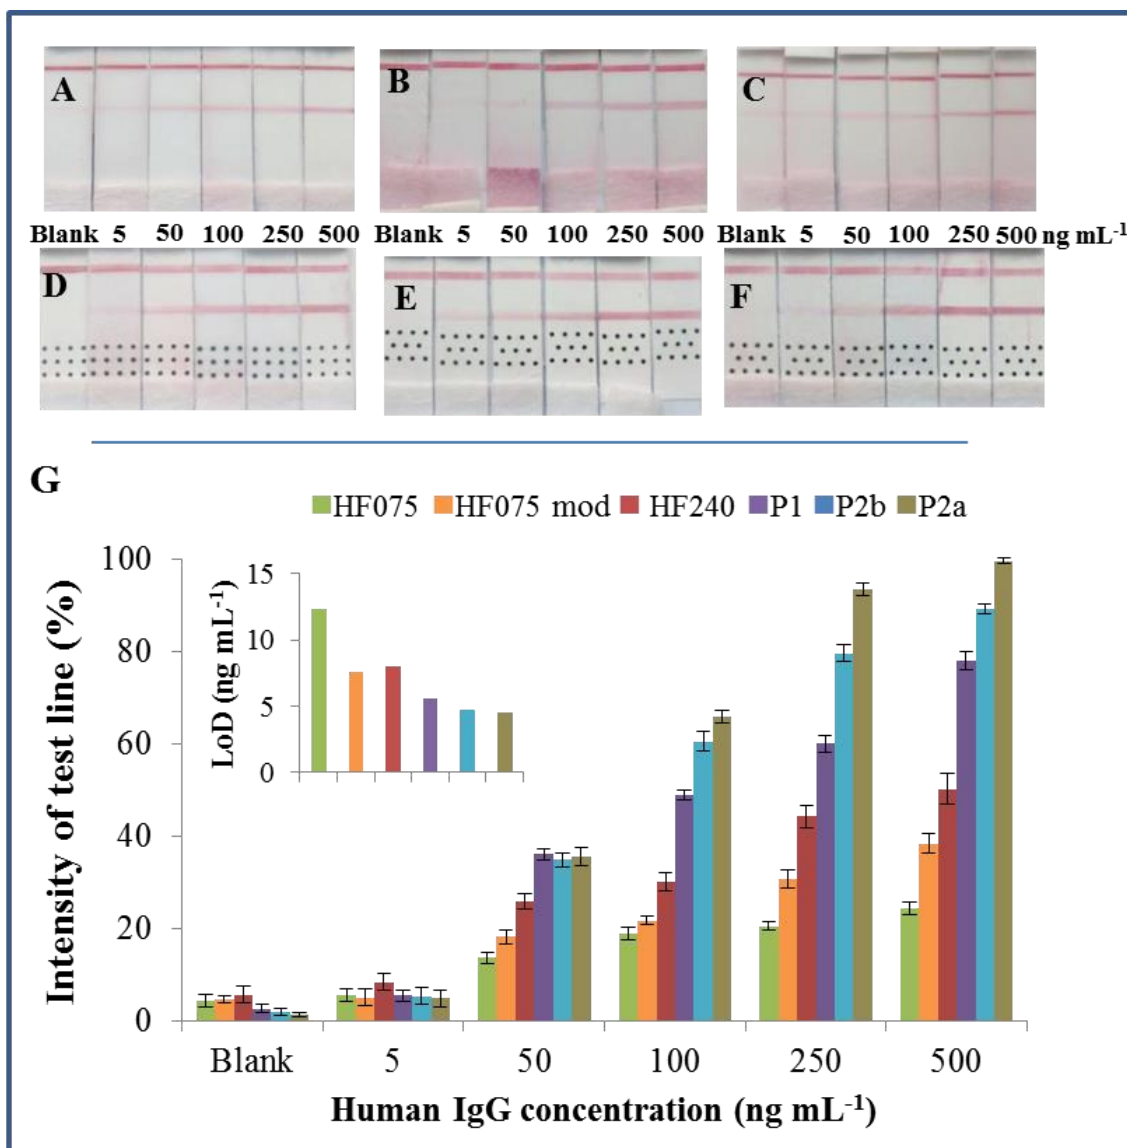 A B C
Blank 5 50 100 250 500 Blank 5 50 100 250 500 Blank 5 50 100 250 500 ng mL-1
D E F
G
HF075 HF075 mod HF240 P1 P2b P2a
Intensity of test line (%)
100
80
60
40
20
0
LoD (ng mL-1)
15
10
5
0
Blank 5 50 100 250 500
Human IgG concentration (ng mL-1)